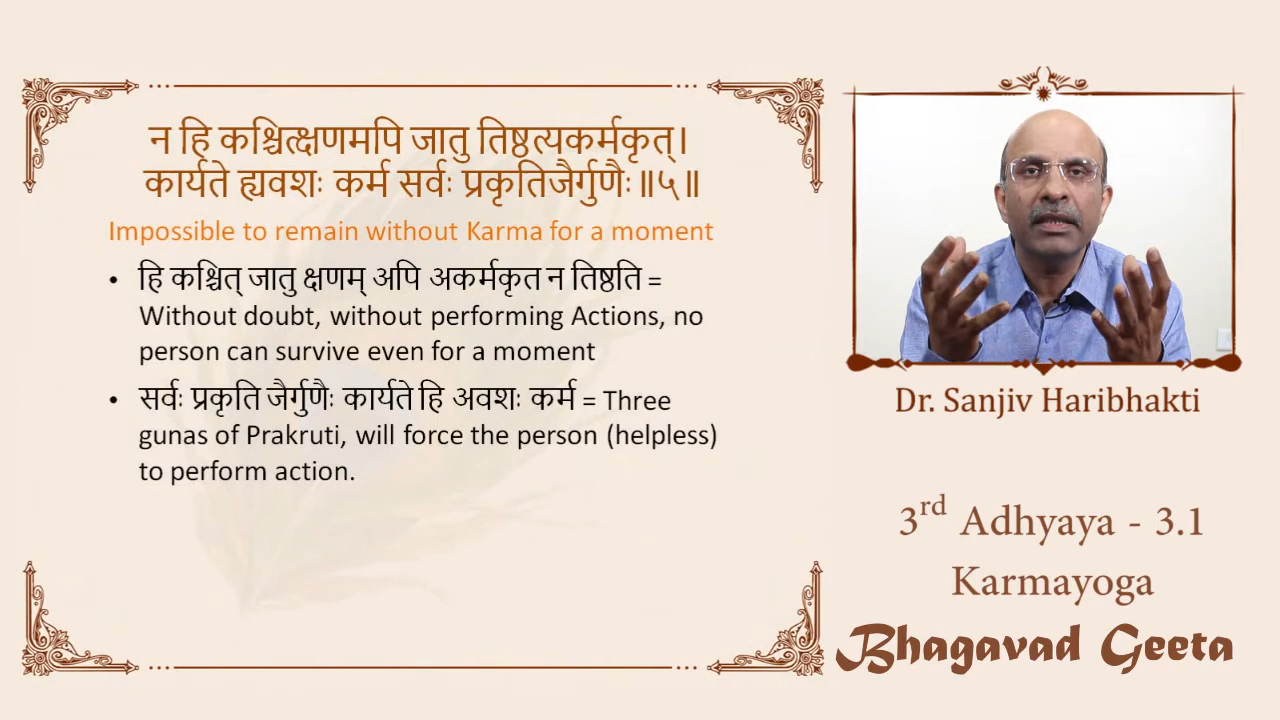 न हि कश्चित्क्षणमपि जातु तिष्ठत्यकर्मकृत्।
कार्यते ह्यवशः कर्म सर्वः प्रकृतिजैर्गुणैः॥५॥
Impossible to remain without Karma for a moment
• हि कश्चित् जातु क्षणम् अपि अकर्मकृत न तिष्ठति =
Without doubt, without performing Actions, no
person can survive even for a moment
• सर्वः प्रकृति जैर्गुणैः कार्यते हि अवशः कर्म = Three
gunas of Prakruti, will force the person (helpless)
to perform action.
Dr. Sanjiv Haribhakti
3rd Adhyaya - 3.1
Karmayoga
Bhagavad Geeta